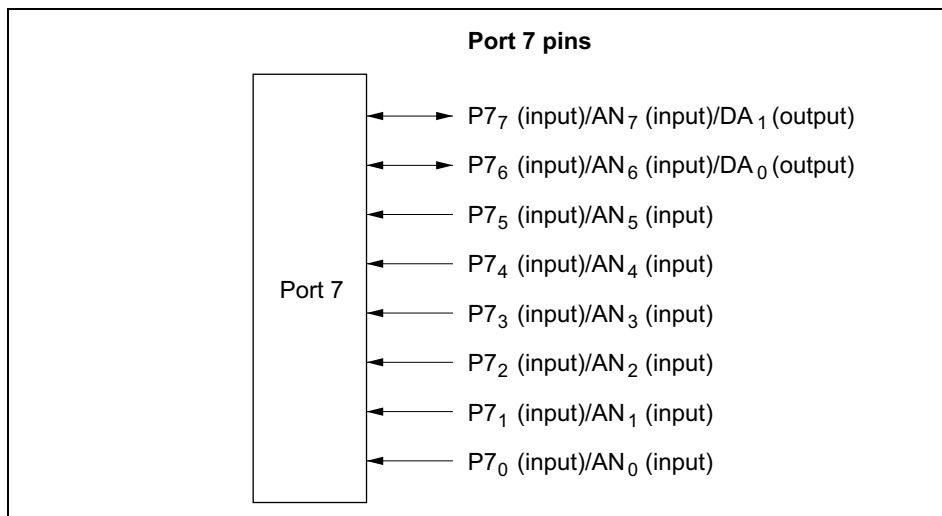 Port 7 pins
P7₇ (input)/AN₇ (input)/DA₁ (output)
P7₆ (input)/AN₆ (input)/DA₀ (output)
P7₅ (input)/AN₅ (input)
P7₄ (input)/AN₄ (input)
Port 7
P7₃ (input)/AN₃ (input)
P7₂ (input)/AN₂ (input)
P7₁ (input)/AN₁ (input)
P7₀ (input)/AN₀ (input)